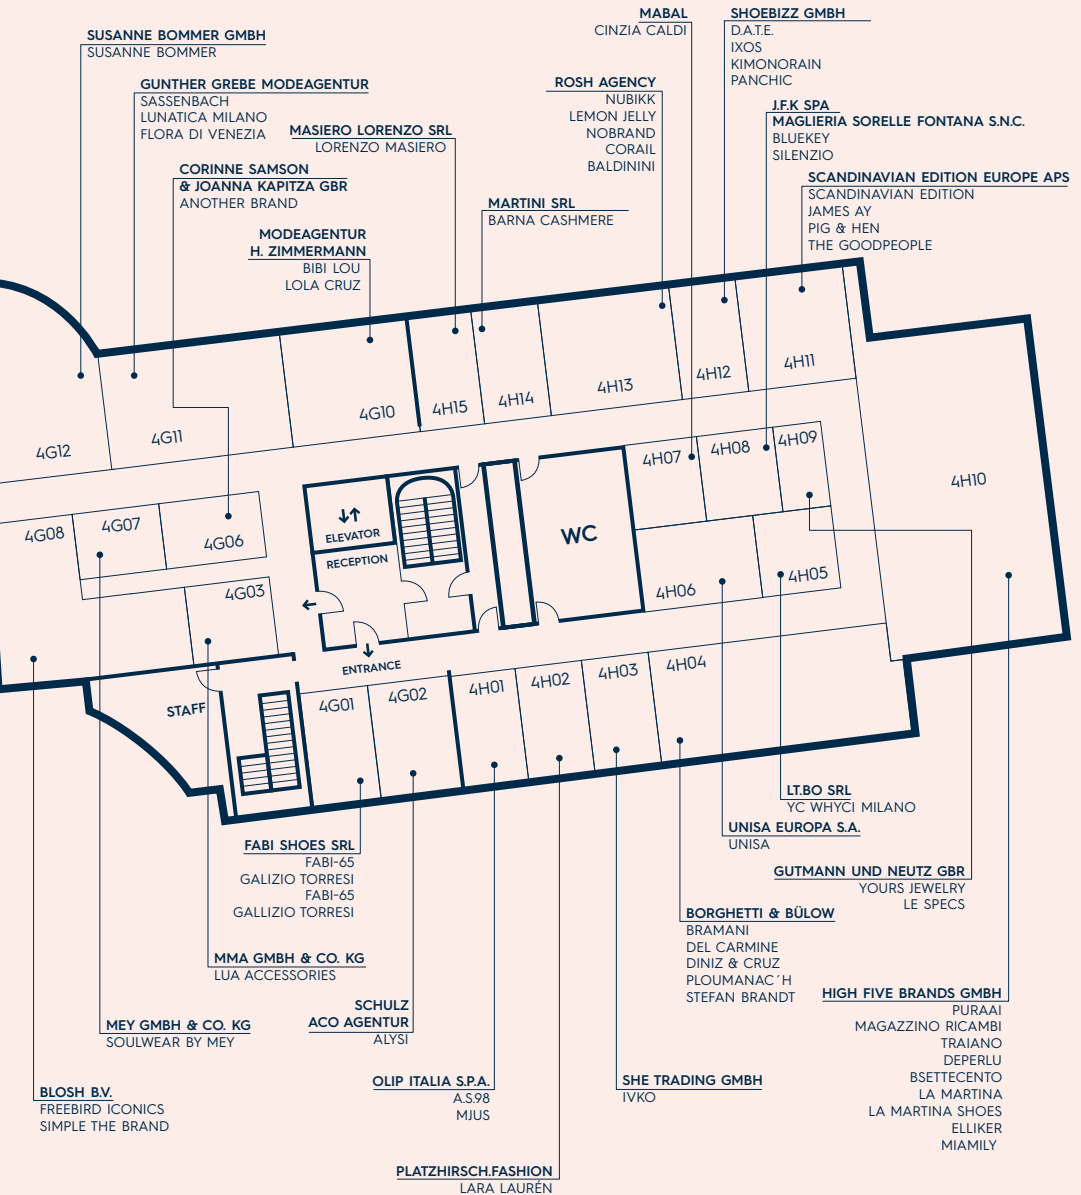 SUSANNE BOMMER GMBH
SUSANNE BOMMER
GUNTHER GREBE MODEAGENTUR
SASSENBACH
LUNATICA MILANO
FLORA DI VENEZIA
MASIERO LORENZO SRL
LORENZO MASIERO
CORINNE SAMSON
& JOANNA KAPITZA GBR
ANOTHER BRAND
MODEAGENTUR
H. ZIMMERMANN
BIBI LOU
LOLA CRUZ
MARTINI SRL
BARNA CASHMERE
MABAL
CINZIA CALDI
ROSH AGENCY
NUBIKK
LEMON JELLY
NOBRAND
CORAIL
BALDININI
SHOEBIZZ GMBH
D.A.T.E.
IXOS
KIMONORAIN
PANCHIC
J.F.K SPA
MAGLIERIA SORELLE FONTANA S.N.C.
BLUEKEY
SILENZIO
SCANDINAVIAN EDITION EUROPE APS
SCANDINAVIAN EDITION
JAMES AY
PIG & HEN
THE GOODPEOPLE
4G12
4G11
4G10
4H15
4H14
4H13
4H12
4H11
4G08
4G07
4G06
4G03
ELEVATOR
RECEPTION
WC
4H07
4H08
4H09
4H10
4H06
4H05
ENTRANCE
STAFF
4G01
4G02
4H01
4H02
4H03
4H04
LT.BO SRL
YC WHYCI MILANO
UNISA EUROPA S.A.
UNISA
GUTMANN UND NEUTZ GBR
YOURS JEWELRY
LE SPECS
FABI SHOES SRL
FABI-65
GALIZIO TORRESI
FABI-65
GALLIZIO TORRESI
BORGHETTI & BÜLOW
BRAMANI
DEL CARMINE
DINIZ & CRUZ
PLOUMANAC´H
STEFAN BRANDT
MMA GMBH & CO. KG
LUA ACCESSORIES
SCHULZ
ACO AGENTUR
ALYSI
MEY GMBH & CO. KG
SOULWEAR BY MEY
HIGH FIVE BRANDS GMBH
PURAAI
MAGAZZINO RICAMBI
TRAIANO
DEPERLU
BSETTECENTO
LA MARTINA
LA MARTINA SHOES
ELLIKER
MIAMILY
BLOSH B.V.
FREEBIRD ICONICS
SIMPLE THE BRAND
OLIP ITALIA S.P.A.
A.S.98
MJUS
SHE TRADING GMBH
IVKO
PLATZHIRSCH.FASHION
LARA LAURÉN